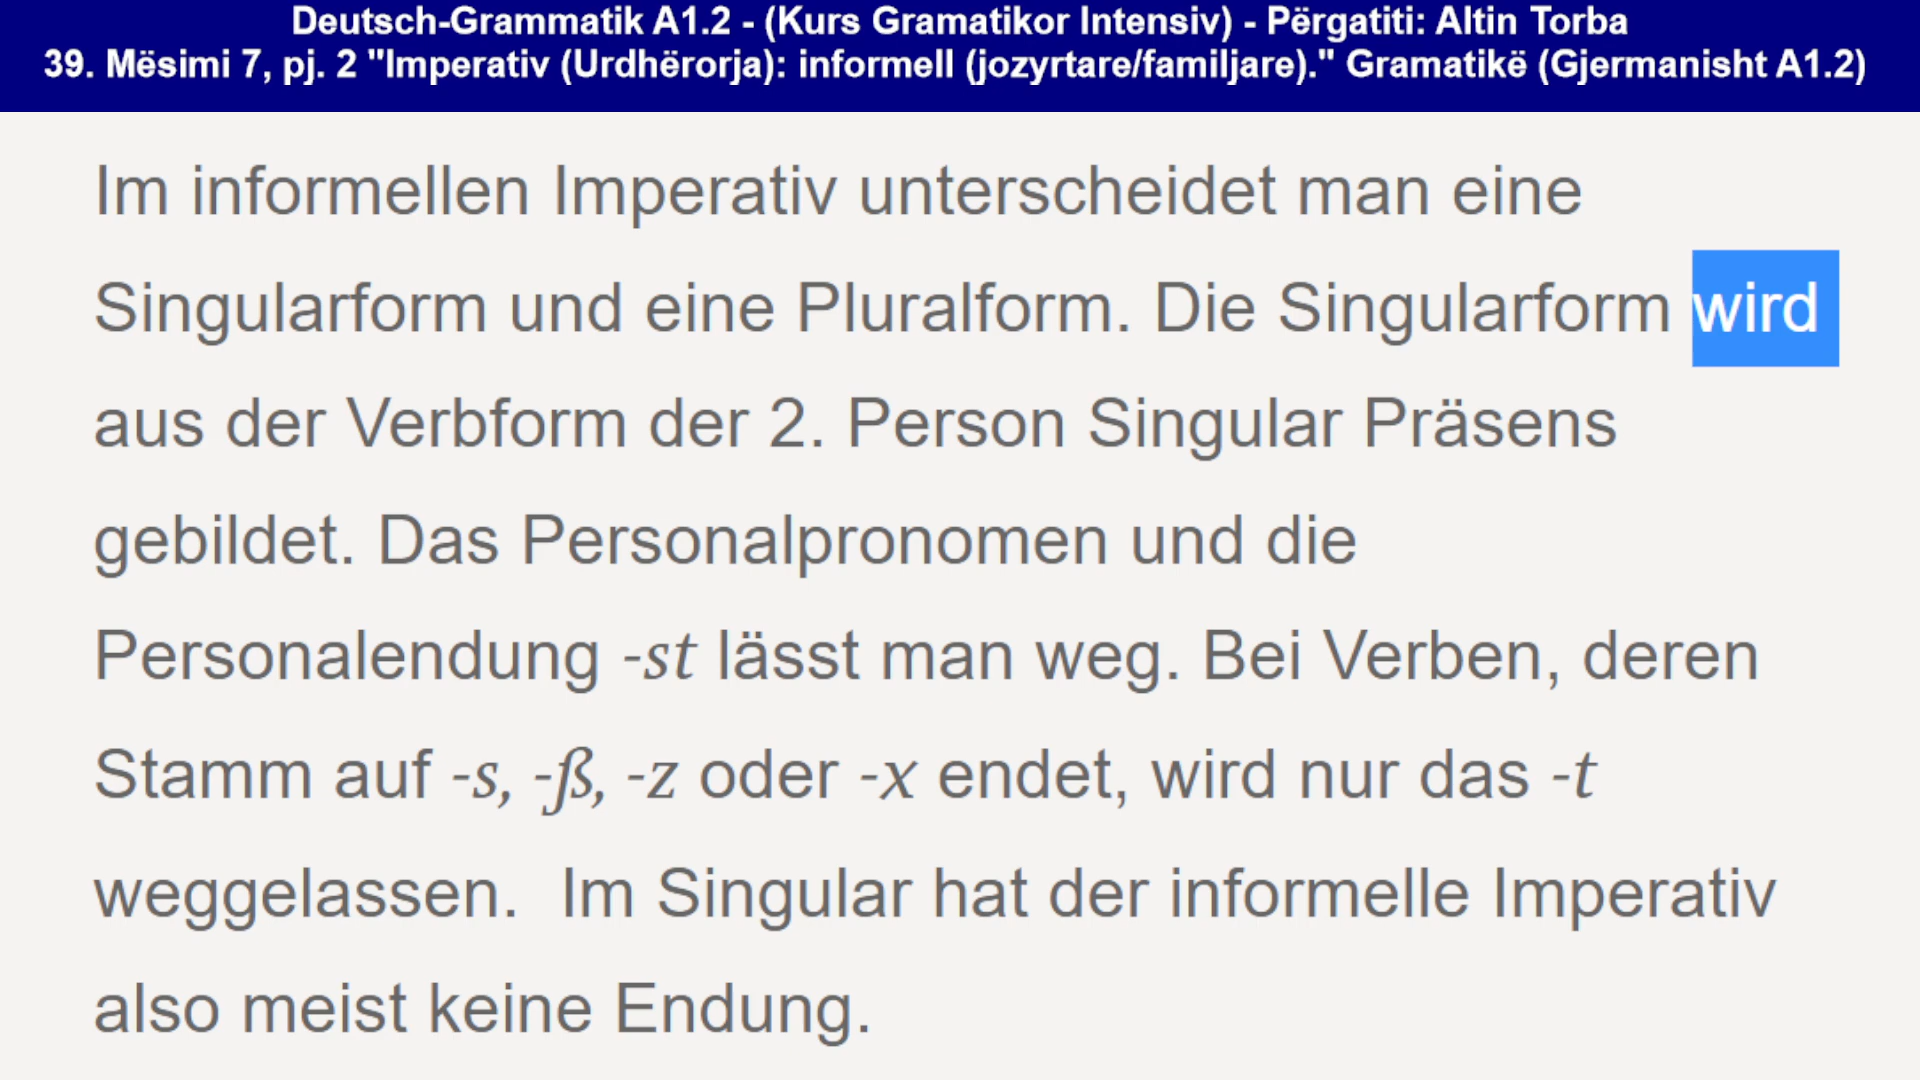 Deutsch-Grammatik A1.2 - (Kurs Gramatikor Intensiv) - Përgatiti: Altin Torba
39. Mësimi 7, pj. 2 "Imperativ (Urdhërorja): informell (jozyrtare/familjare)." Gramatikë (Gjermanisht A1.2)
Im informellen Imperativ unterscheidet man eine
Singularform und eine Pluralform. Die Singularform wird
aus der Verbform der 2. Person Singular Präsens
gebildet. Das Personalpronomen und die
Personalendung -st lässt man weg. Bei Verben, deren
Stamm auf -s, -ß, -z oder -x endet, wird nur das -t
weggelassen.  Im Singular hat der informelle Imperativ
also meist keine Endung.